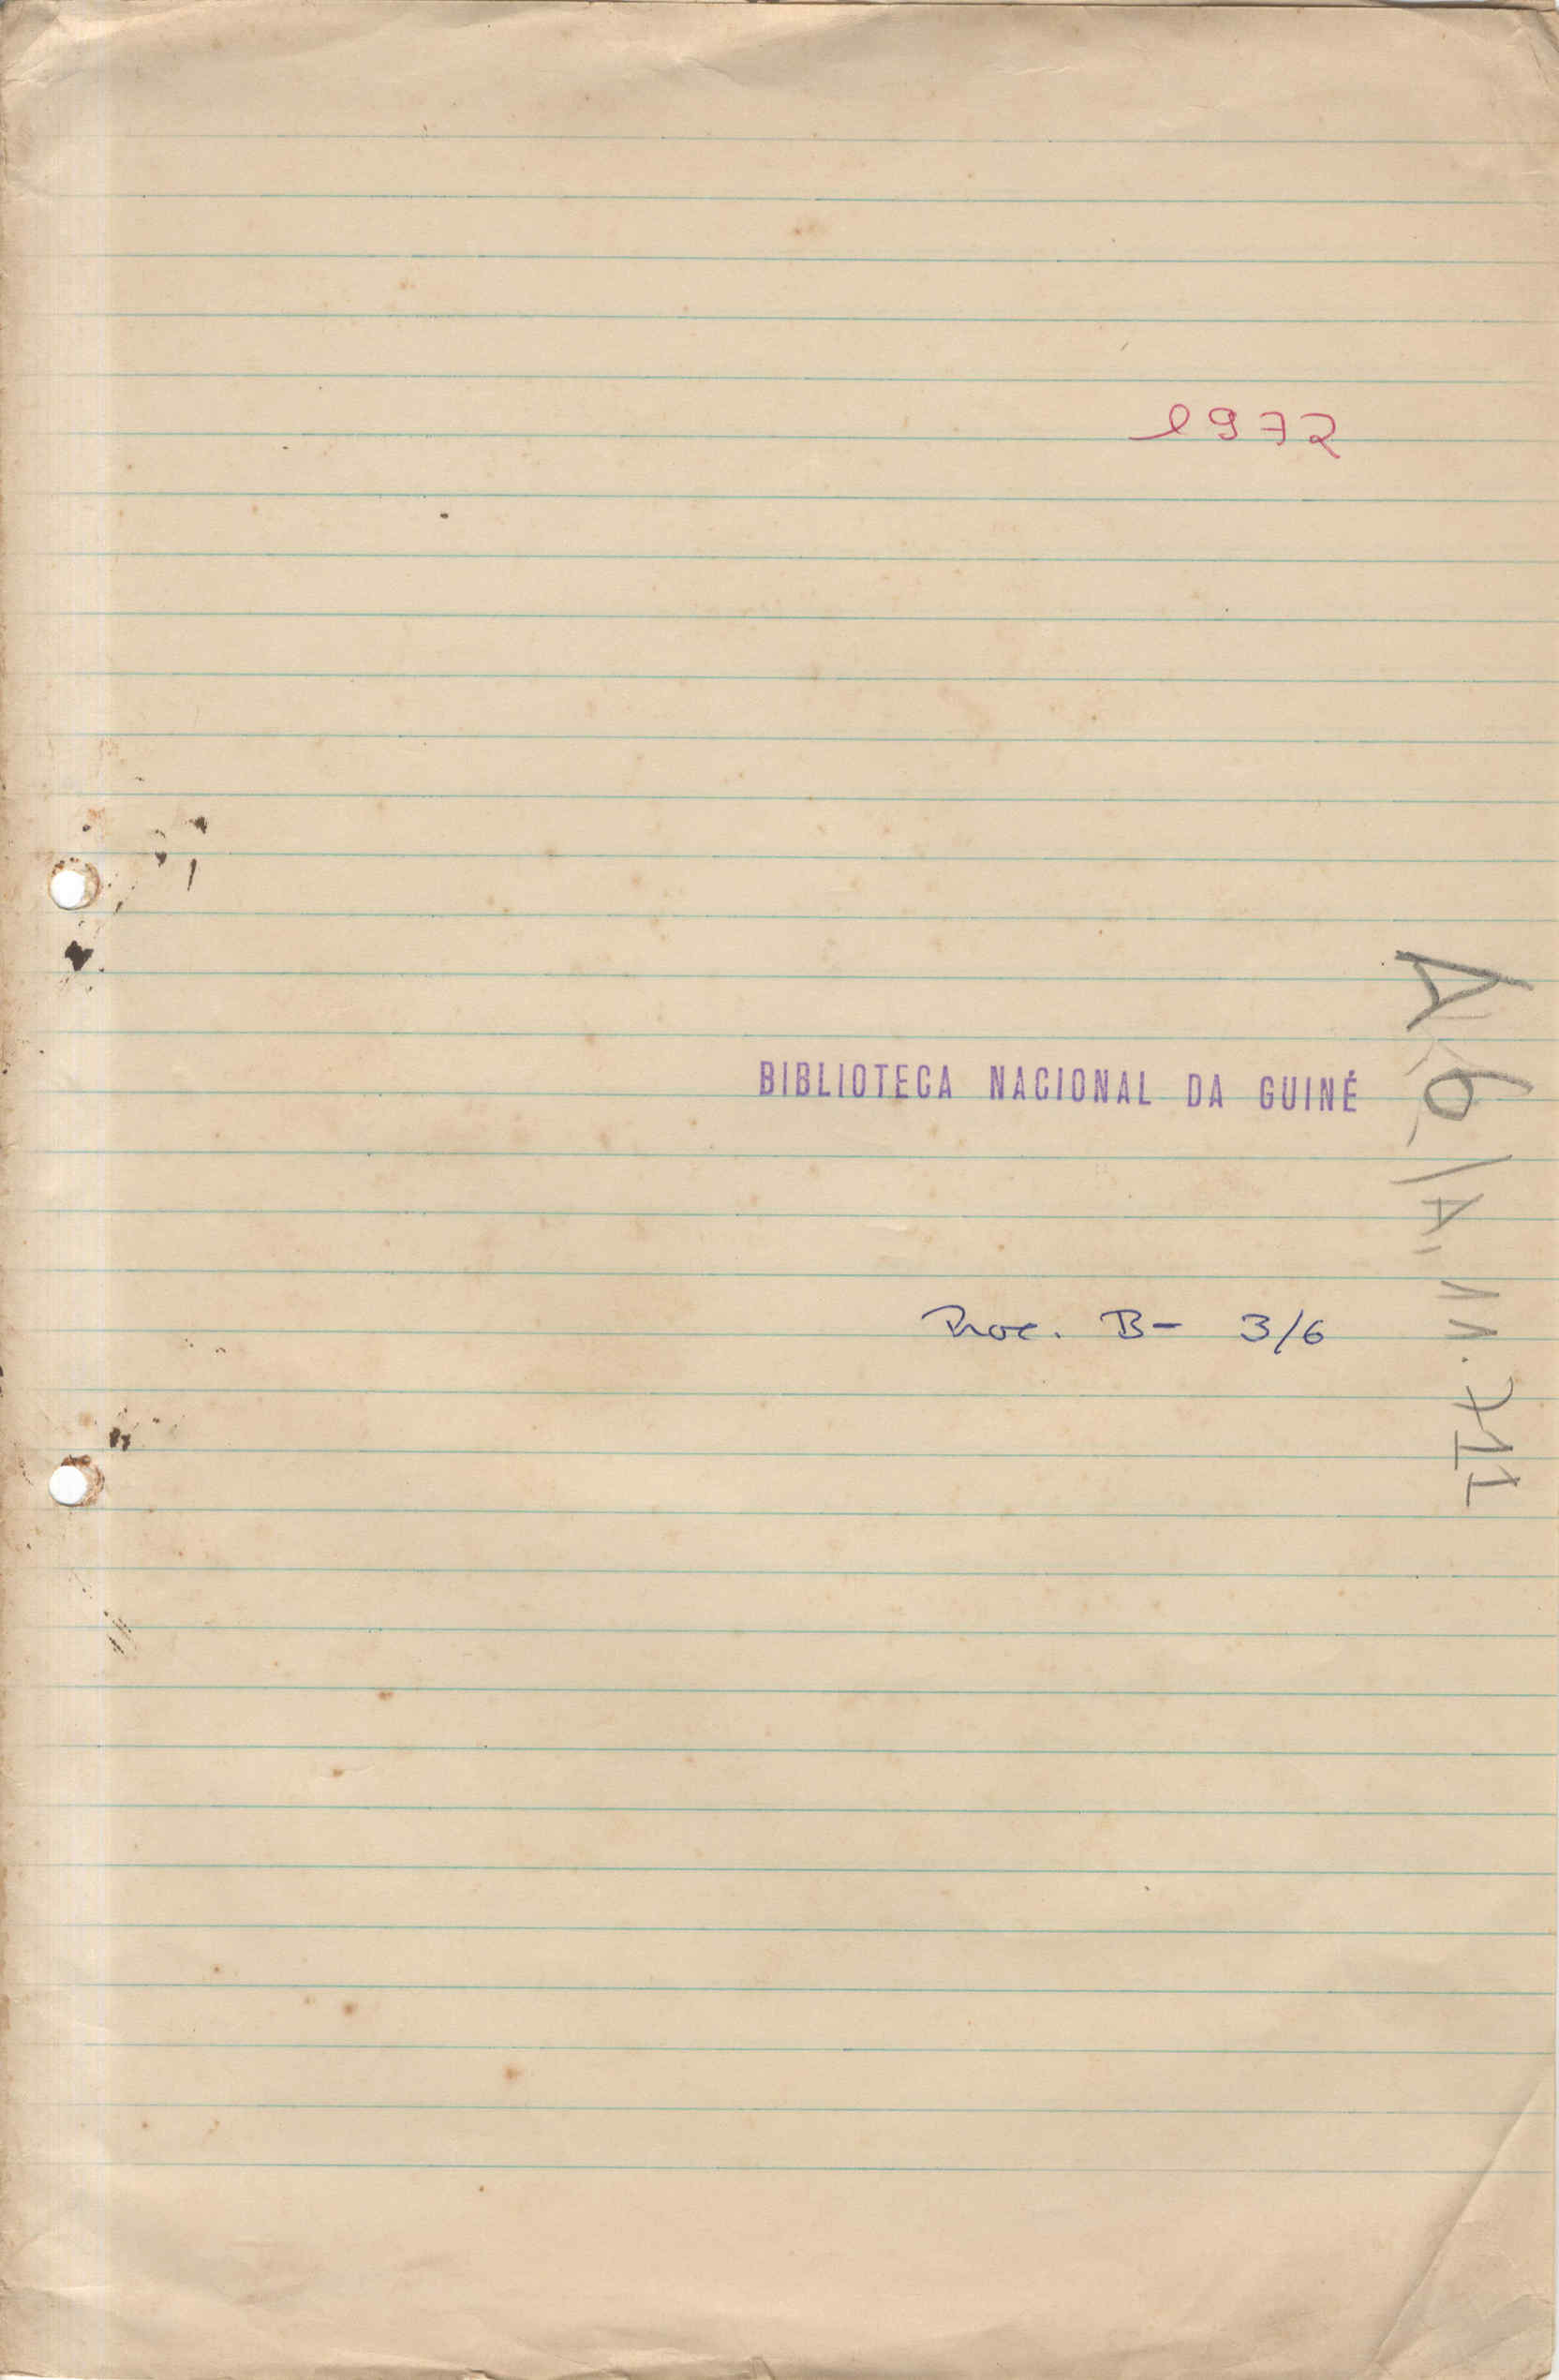 1972
BIBLIOTECA NACIONAL DA GUINÉ
Proc. B- 3/6
A6/A. 11. 711